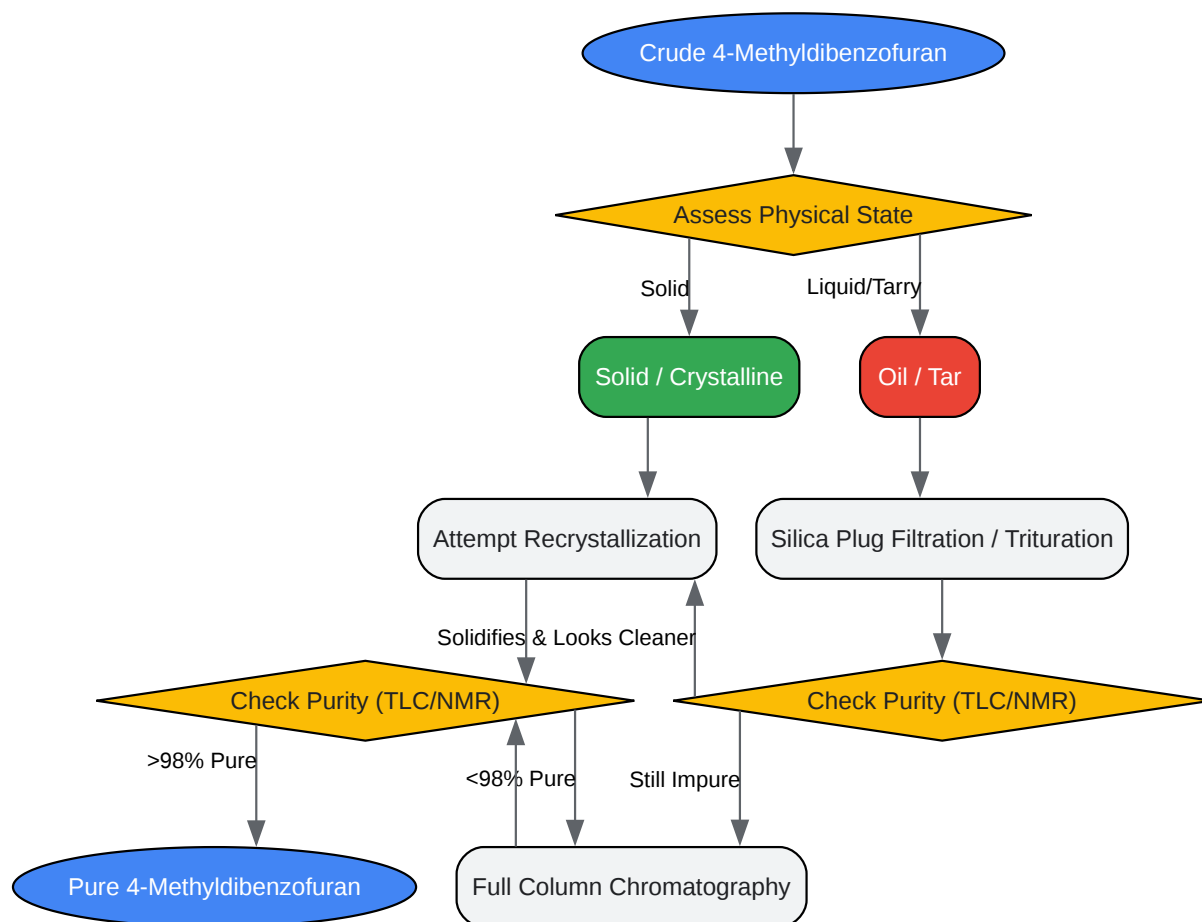 Crude 4-Methyldibenzofuran
Assess Physical State
Solid
Liquid/Tarry
Solid / Crystalline
Oil / Tar
Attempt Recrystallization
Silica Plug Filtration / Trituration
Solidifies & Looks Cleaner
Check Purity (TLC/NMR)
Check Purity (TLC/NMR)
>98% Pure
<98% Pure
Still Impure
Pure 4-Methyldibenzofuran
Full Column Chromatography